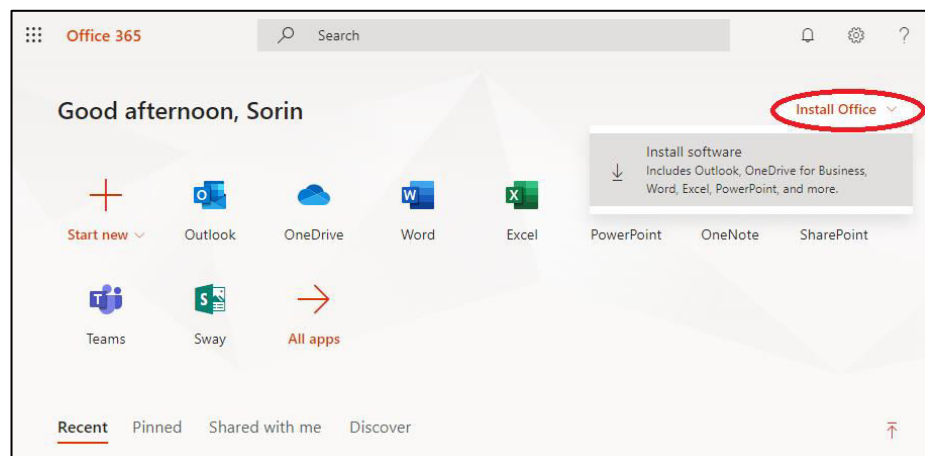 Office 365
Search
?
Good afternoon, Sorin
Install Office
Install software
Includes Outlook, OneDrive for Business,
Word, Excel, PowerPoint, and more.
Start new
Outlook
OneDrive
Word
Excel
PowerPoint
OneNote
SharePoint
Teams
Sway
All apps
Recent Pinned Shared with me Discover